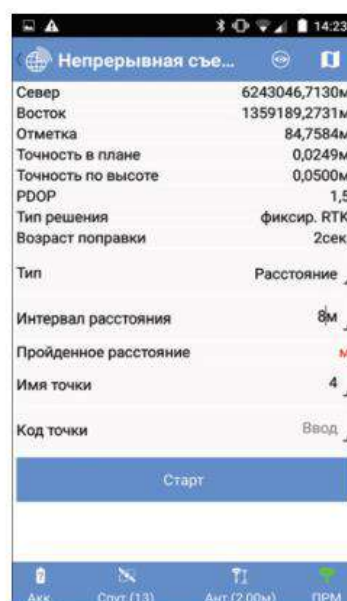 14:23
Непрерывная съе...
Север 6243046,7130м
Восток 1359189,2731м
Отметка 84,7584м
Точность в плане 0,0249м
Точность по высоте 0,0500м
PDOP 1,5
Тип решения фиксир. RTK
Возраст поправки 2сек
Тип Расстояние
Интервал расстояния 8м
Пройденное расстояние м
Имя точки 4
Код точки Ввод
Старт
Акк. Спут (13) Ант (2,00м) ПРМ